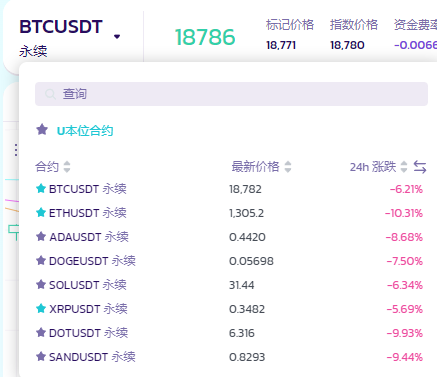 BTCUSDT
永续
18786
标记价格 指数价格 资金费率
18,771 18,780 -0.0066
查询
U本位合约
合约 最新价格 24h 涨跌
BTCUSDT 永续 18,782 -6.21%
ETHUSDT 永续 1,305.2 -10.31%
ADAUSDT 永续 0.4420 -8.68%
DOGEUSDT 永续 0.05698 -7.50%
SOLUSDT 永续 31.44 -6.34%
XRPUSDT 永续 0.3482 -5.69%
DOTUSDT 永续 6.316 -9.93%
SANDUSDT 永续 0.8293 -9.44%